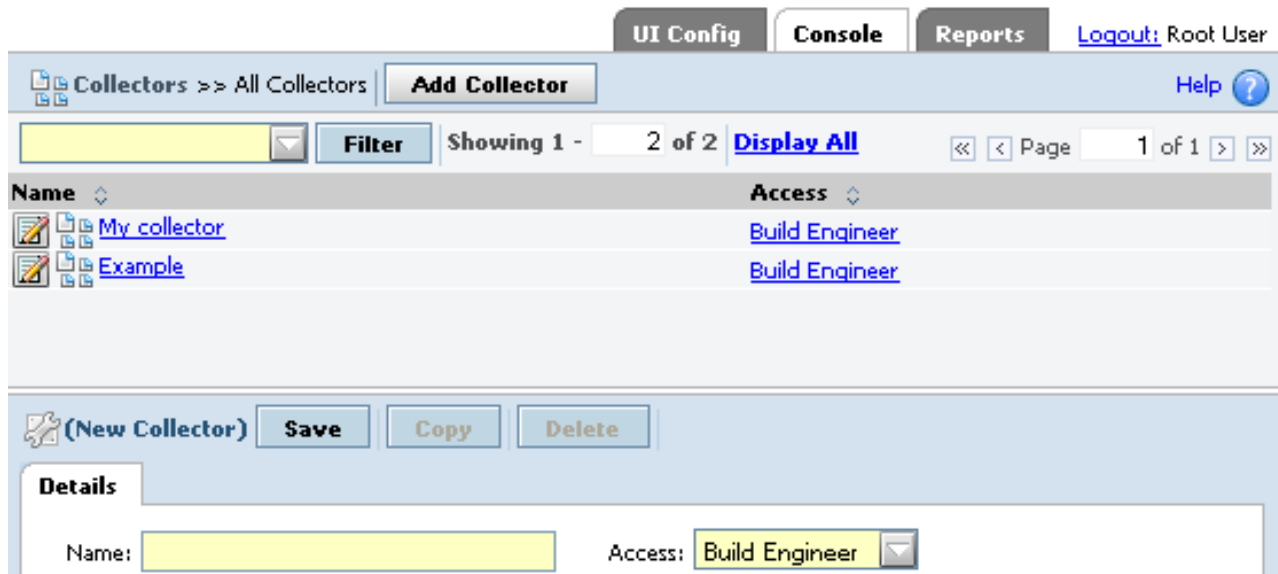 UI Config Console Reports Logout: Root User
Collectors >> All Collectors Add Collector Help ?
Filter Showing 1 - 2 of 2 Display All << < Page 1 of 1 > >>
Name Access
My collector Build Engineer
Example Build Engineer
(New Collector) Save Copy Delete
Details
Name: Access: Build Engineer